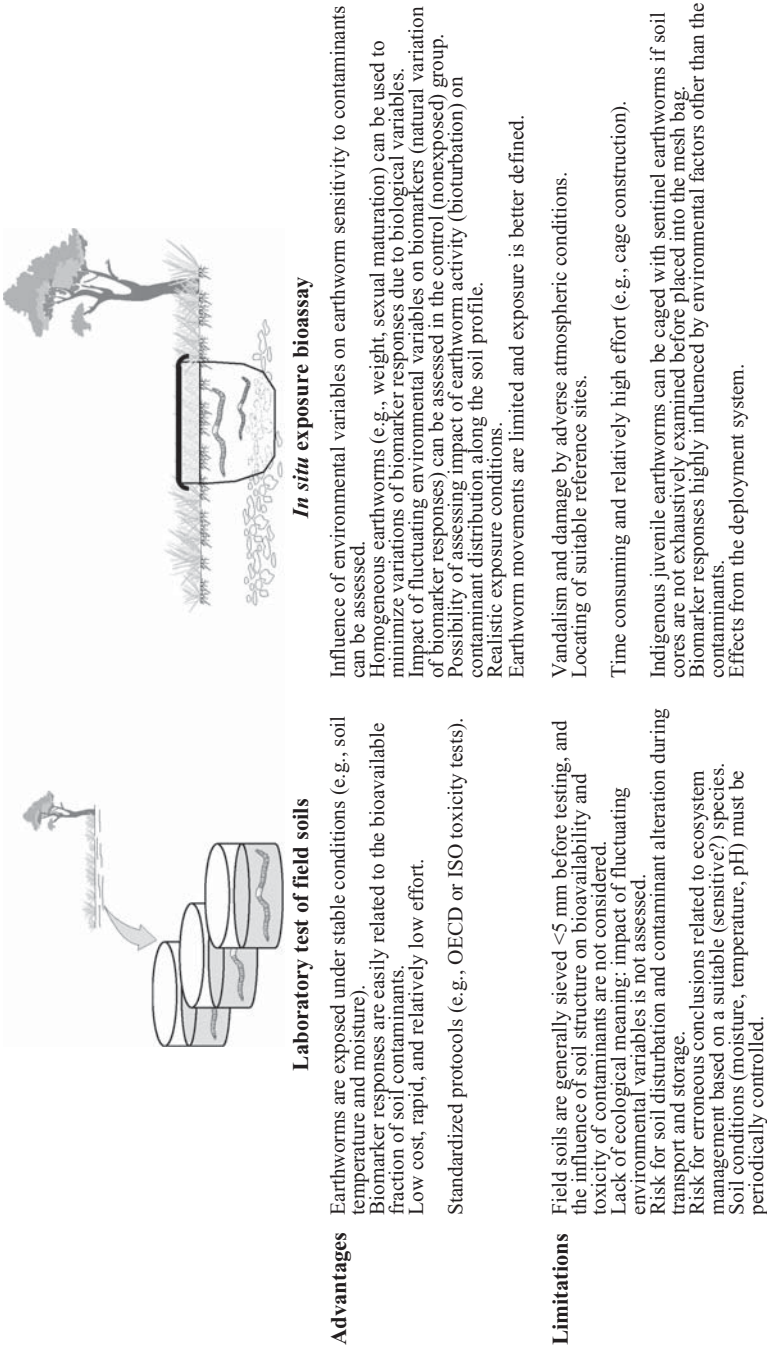 Laboratory test of field soils
In situ exposure bioassay
Advantages
Earthworms are exposed under stable conditions (e.g., soil
temperature and moisture).
Biomarker responses are easily related to the bioavailable
fraction of soil contaminants.
Low cost, rapid, and relatively low effort.
Standardized protocols (e.g., OECD or ISO toxicity tests).
Influence of environmental variables on earthworm sensitivity to contaminants
can be assessed.
Homogeneous earthworms (e.g., weight, sexual maturation) can be used to
minimize variations of biomarker responses due to biological variables.
Impact of fluctuating environmental variables on biomarkers (natural variation
of biomarker responses) can be assessed in the control (nonexposed) group.
Possibility of assessing impact of earthworm activity (bioturbation) on
contaminant distribution along the soil profile.
Realistic exposure conditions.
Earthworm movements are limited and exposure is better defined.
Limitations
Field soils are generally sieved <5 mm before testing, and
the influence of soil structure on bioavailability and
toxicity of contaminants are not considered.
Lack of ecological meaning: impact of fluctuating
environmental variables is not assessed.
Risk for soil disturbation and contaminant alteration during
transport and storage.
Risk for erroneous conclusions related to ecosystem
management based on a suitable (sensitive?) species.
Soil conditions (moisture, temperature, pH) must be
periodically controlled.
Vandalism and damage by adverse atmospheric conditions.
Locating of suitable reference sites.
Time consuming and relatively high effort (e.g., cage construction).
Indigenous juvenile earthworms can be caged with sentinel earthworms if soil
cores are not exhaustively examined before placed into the mesh bag.
Biomarker responses highly influenced by environmental factors other than the
contaminants.
Effects from the deployment system.